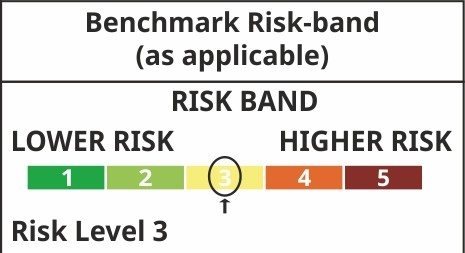 Benchmark Risk-band
(as applicable)
RISK BAND
LOWER RISK HIGHER RISK
1 2 3 4 5
Risk Level 3